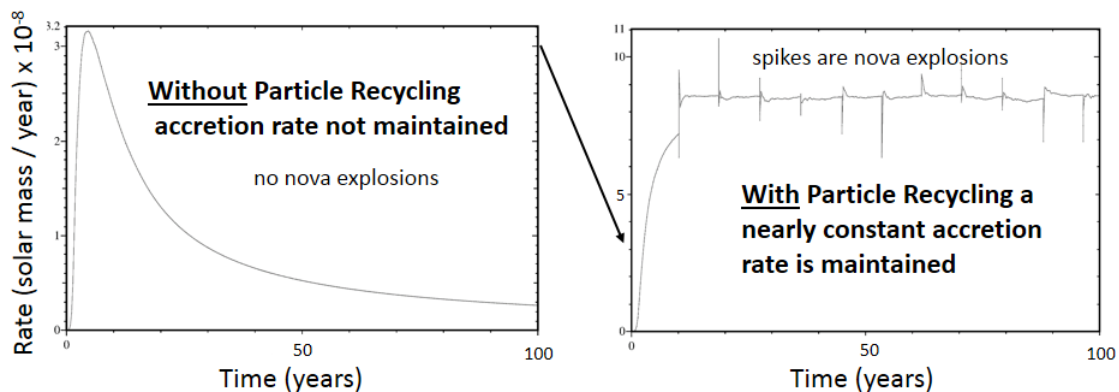 Rate (solar mass / year) x 10⁻⁸
3.2
3
2
1
0
Without Particle Recycling
accretion rate not maintained
no nova explosions
0
50
100
Time (years)
11
10
5
0
spikes are nova explosions
With Particle Recycling a
nearly constant accretion
rate is maintained
0
50
100
Time (years)